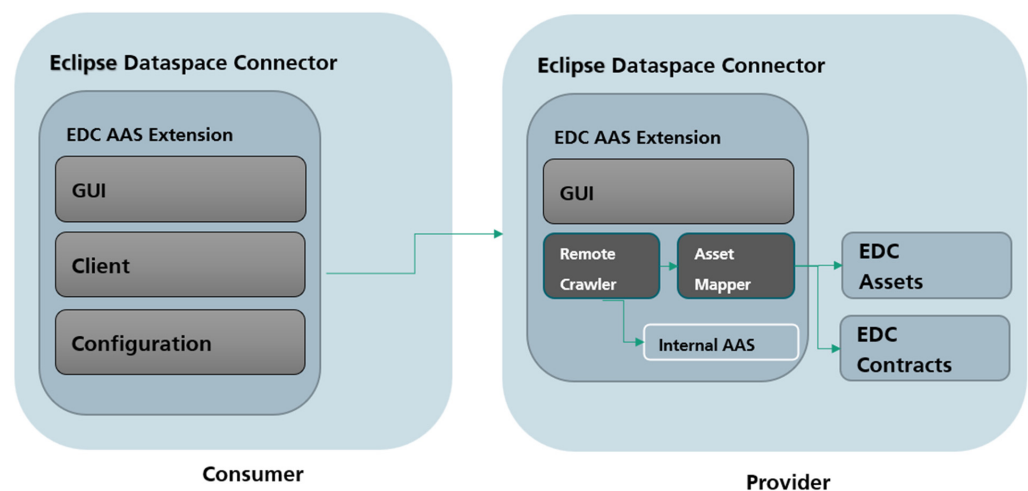 Eclipse Dataspace Connector
EDC AAS Extension
GUI
Client
Configuration
Consumer
Eclipse Dataspace Connector
EDC AAS Extension
GUI
Remote
Crawler
Asset
Mapper
Internal AAS
EDC
Assets
EDC
Contracts
Provider